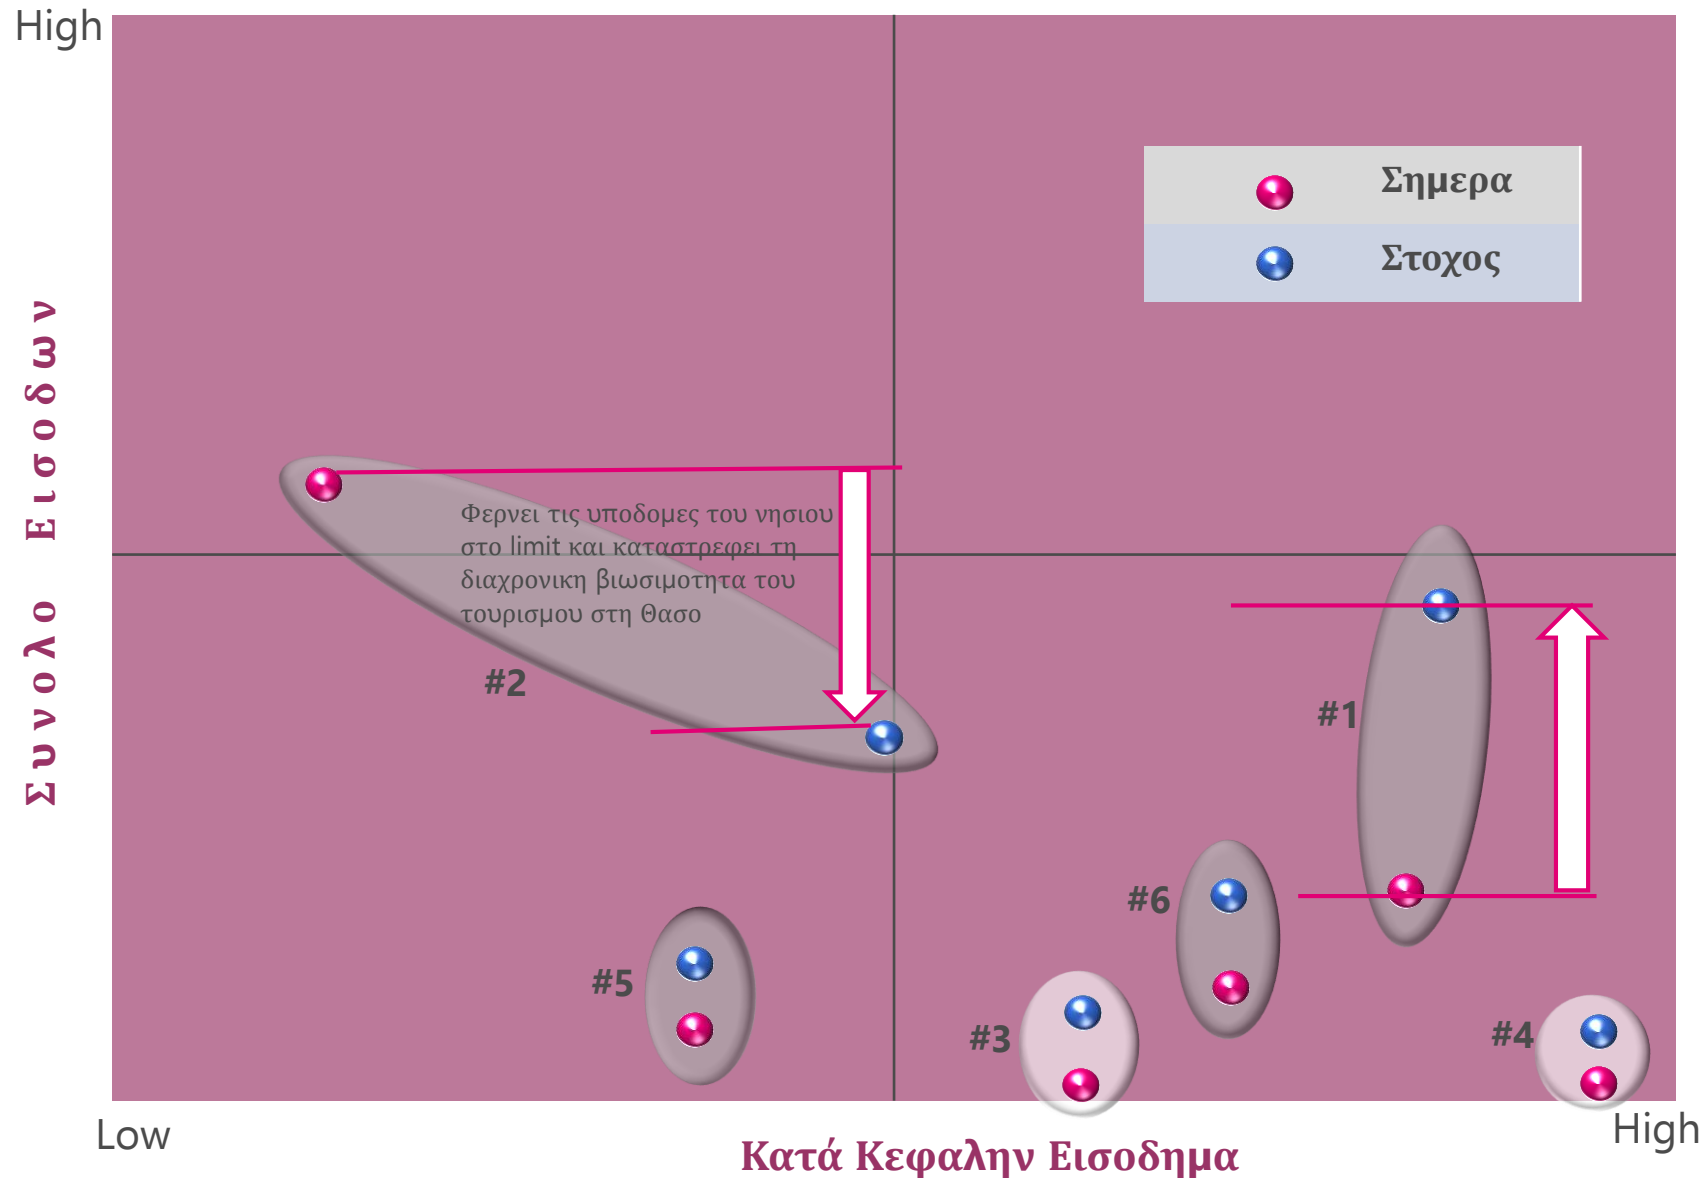 High
Σημερα
Στοχος
Συνολο Εισοδων
Φερνει τις υποδομες του νησιου
στο limit και καταστρεφει τη
διαχρονικη βιωσιμοτητα του
τουρισμου στη Θασο
#2
#1
#6
#5
#3
#4
Low
High
Κατά Κεφαλην Εισοδημα